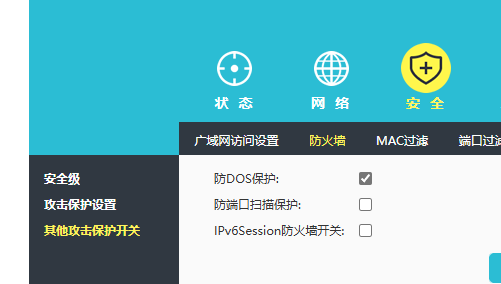 状 态 网 络 安 全
广域网访问设置 防火墙 MAC过滤 端口过滤
安全级
攻击保护设置
其他攻击保护开关
防DOS保护:
防端口扫描保护:
IPv6Session防火墙开关: